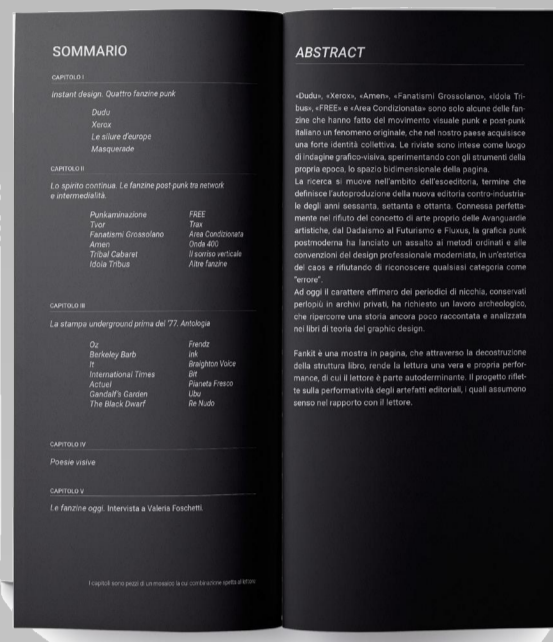 SOMMARIO
CAPITOLO I
Instant design. Quattro fanzine punk
Dudu
Xerox
Le silure d'europe
Masquerade
CAPITOLO II
Lo spirito continua. Le fanzine post-punk tra network
e intermedialità.
Punkaminazione
Tvor
Fanatismi Grossolano
Amen
Tribal Cabaret
Idola Tribus
FREE
Trax
Area Condizionata
Onda 400
Il sorriso verticale
Altre fanzine
CAPITOLO III
La stampa underground prima del '77. Antologia
Oz
Berkeley Barb
It
International Times
Actuel
Gandalf's Garden
The Black Dwarf
Frendz
Ink
Braighton Voice
Brt
Pianeta Fresco
Ubu
Re Nudo
CAPITOLO IV
Poesie visive
CAPITOLO V
Le fanzine oggi. Intervista a Valeria Foschetti
I capitoli sono pezzi di un mosaico la cui combinazione spetta al lettore
ABSTRACT
«Dudu», «Xerox», «Amen», «Fanatismi Grossolano», «Idola Tri-
bus», «FREE» e «Area Condizionata» sono solo alcune delle fan-
zine che hanno fatto del movimento visuale punk e post-punk
italiano un fenomeno originale, che nel nostro paese acquisisce
una forte identità collettiva. Le riviste sono intese come luogo
di indagine grafico-visiva, sperimentando con gli strumenti della
propria epoca, lo spazio bidimensionale della pagina.
La ricerca si muove nell'ambito dell'esoeditoria, termine che
definisce l'autoproduzione della nuova editoria contro-industria-
le degli anni sessanta, settanta e ottanta. Connessa perfetta-
mente nel rifiuto del concetto di arte proprio delle Avanguardie
artistiche, dal Dadaismo al Futurismo e Fluxus, la grafica punk
postmoderna ha lanciato un assalto ai metodi ordinati e alle
convenzioni del design professionale modernista, in un'estetica
del caos e rifiutando di riconoscere qualsiasi categoria come
"errore".
Ad oggi il carattere effimero dei periodici di nicchia, conservati
perlopiù in archivi privati, ha richiesto un lavoro archeologico,
che ripercorre una storia ancora poco raccontata e analizzata
nei libri di teoria del graphic design.
Fankit è una mostra in pagina, che attraverso la decostruzione
della struttura libro, rende la lettura una vera e propria perfor-
mance, di cui il lettore è parte autodeterminante. Il progetto riflet-
te sulla performatività degli artefatti editoriali, i quali assumono
senso nel rapporto con il lettore.